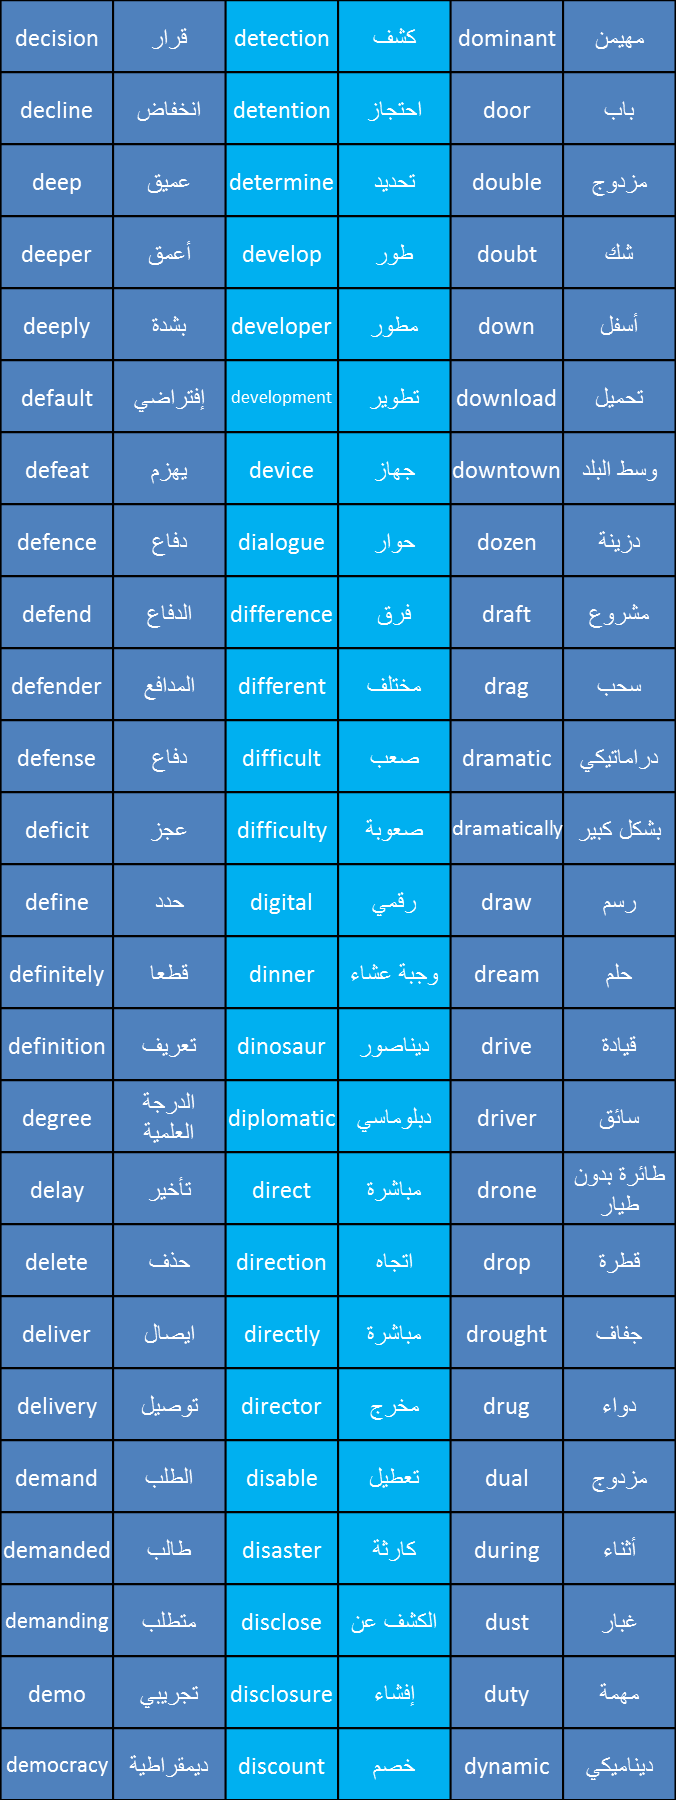 decision قرار detection كشف dominant مهيمن
decline انخفاض detention احتجاز door باب
deep عميق determine تحديد double مزدوج
deeper أعمق develop طور doubt شك
deeply بشدة developer مطور down أسفل
default إفتراضي development تطوير download تحميل
defeat يهزم device جهاز downtown وسط البلد
defence دفاع dialogue حوار dozen دزينة
defend الدفاع difference فرق draft مشروع
defender المدافع different مختلف drag سحب
defense دفاع difficult صعب dramatic دراماتيكي
deficit عجز difficulty صعوبة dramatically بشكل كبير
define حدد digital رقمي draw رسم
definitely قطعا dinner وجبة عشاء dream حلم
definition تعريف dinosaur ديناصور drive قيادة
degree الدرجة
العلمية
diplomatic دبلوماسي driver سائق
delay تأخير direct مباشرة drone طائرة بدون
طيار
delete حذف direction اتجاه drop قطرة
deliver ايصال directly مباشرة drought جفاف
delivery توصيل director مخرج drug دواء
demand الطلب disable تعطيل dual مزدوج
demanded طالب disaster كارثة during أثناء
demanding متطلب disclose الكشف عن dust غبار
demo تجريبي disclosure إفشاء duty مهمة
democracy ديمقراطية discount خصم dynamic ديناميكي